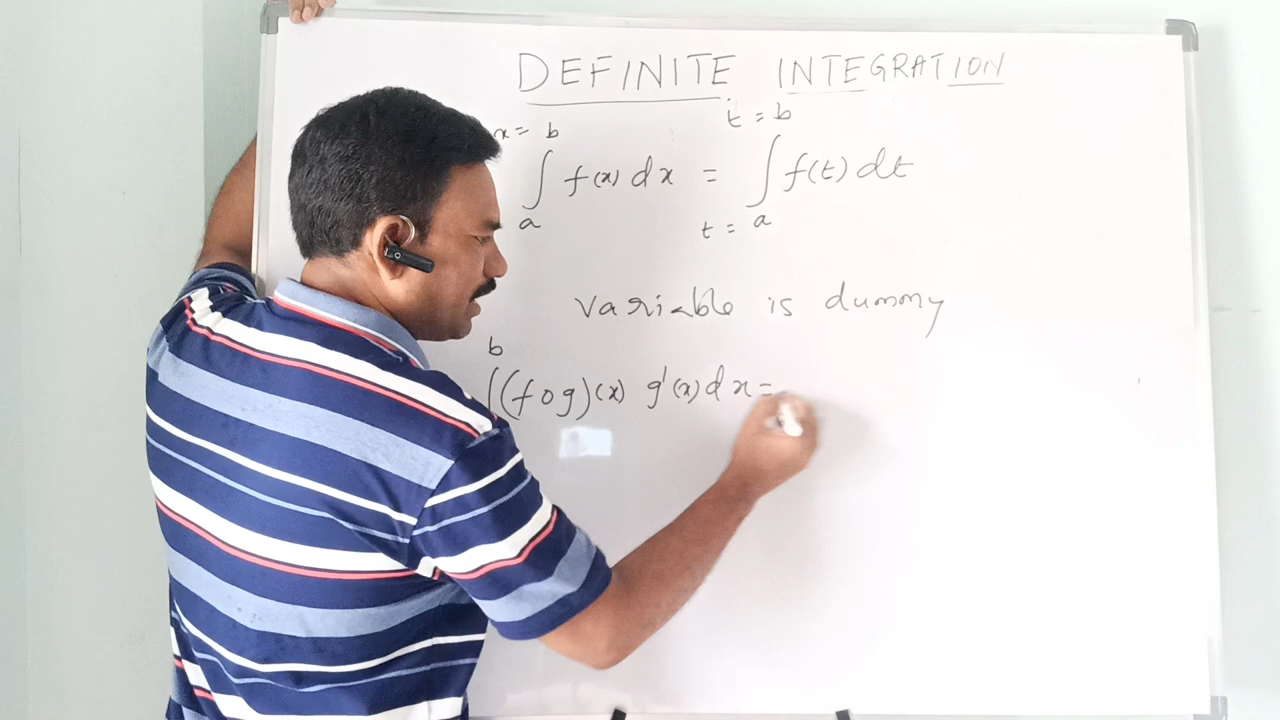 DEFINITE INTEGRATION
x = b t = b
∫ f(x) dx = ∫ f(t) dt
a t = a
variable is dummy
b
∫(fog)(x) g'(x) dx =